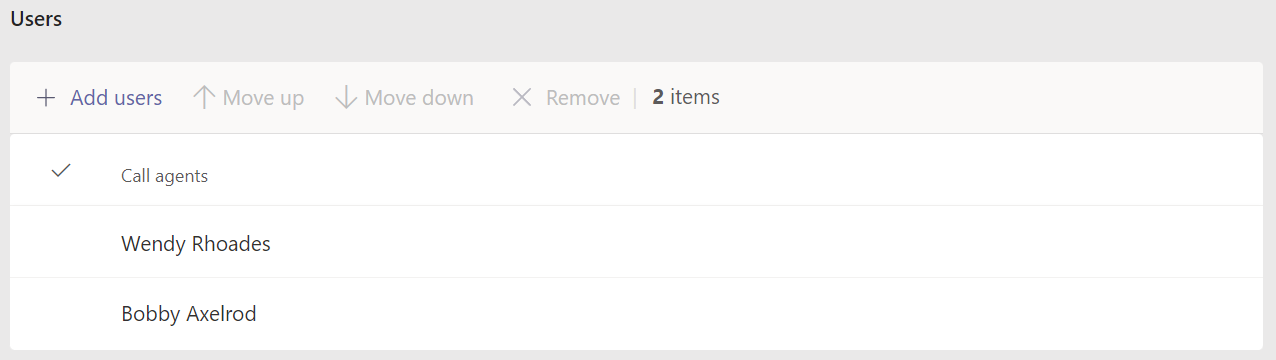 Users
Add users Move up Move down Remove 2 items
Call agents
Wendy Rhoades
Bobby Axelrod